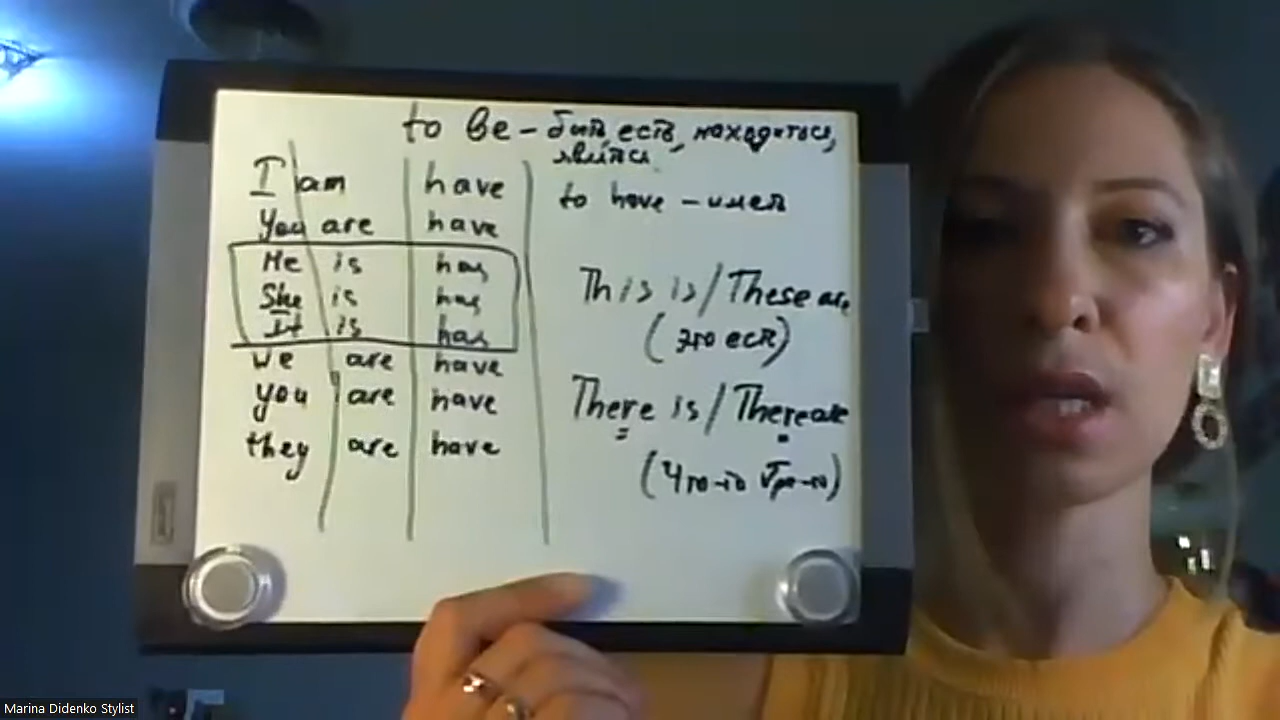 to be - быть, есть, находиться,
являться
I am have
to have - иметь
you are have
He is has
She is has
It is has
This is / These are
(это есть)
we are have
you are have
There is / There are
they are have
(Что-то где-то)
Marina Didenko Stylist